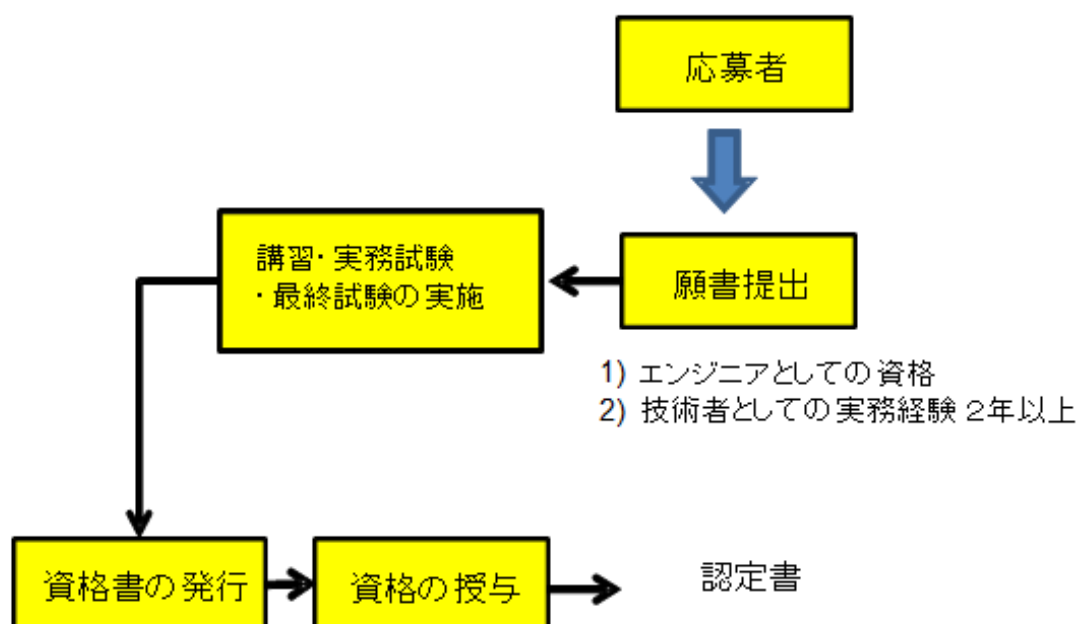 応募者
願書提出
1) エンジニアとしての資格
2) 技術者としての実務経験 2年以上
講習・実務試験
・最終試験の実施
資格書の発行
資格の授与
認定書